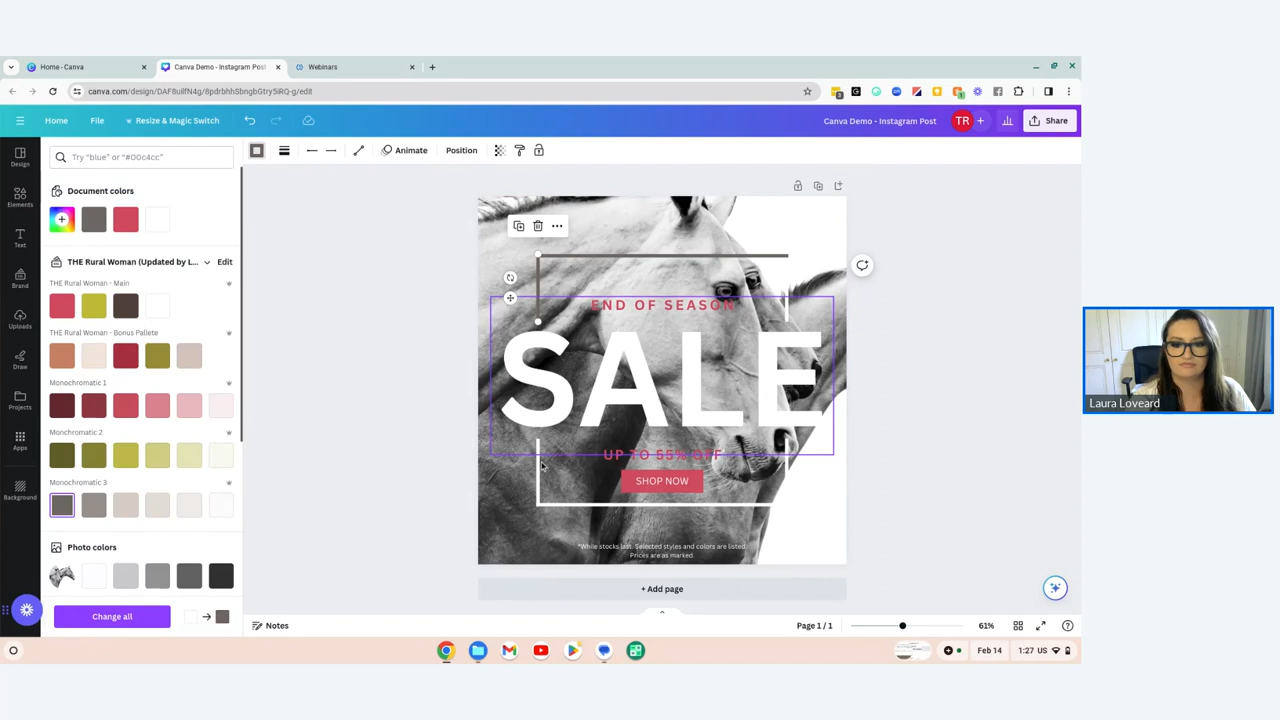 Home - Canva
Canva Demo - Instagram Post
Webinars
canva.com/design/DAF8uilfN4g/8pdrbhhSbngbGtry5iRQ-g/edit
Home
File
Resize & Magic Switch
Canva Demo - Instagram Post
TR
Share
Try "blue" or "#00c4cc"
Animate
Position
Design
Elements
Text
Brand
Uploads
Draw
Projects
Apps
Background
Document colors
THE Rural Woman (Updated by L...
Edit
THE Rural Woman - Main
THE Rural Woman - Bonus Pallete
Monochromatic 1
Monchromatic 2
Monochromatic 3
Photo colors
Change all
END OF SEASON
SALE
UP TO 55% OFF
SHOP NOW
*While stocks last. Selected styles and colors are listed.
Prices are as marked.
+ Add page
Notes
Page 1 / 1
61%
Feb 14
1:27 US
Laura Loveard